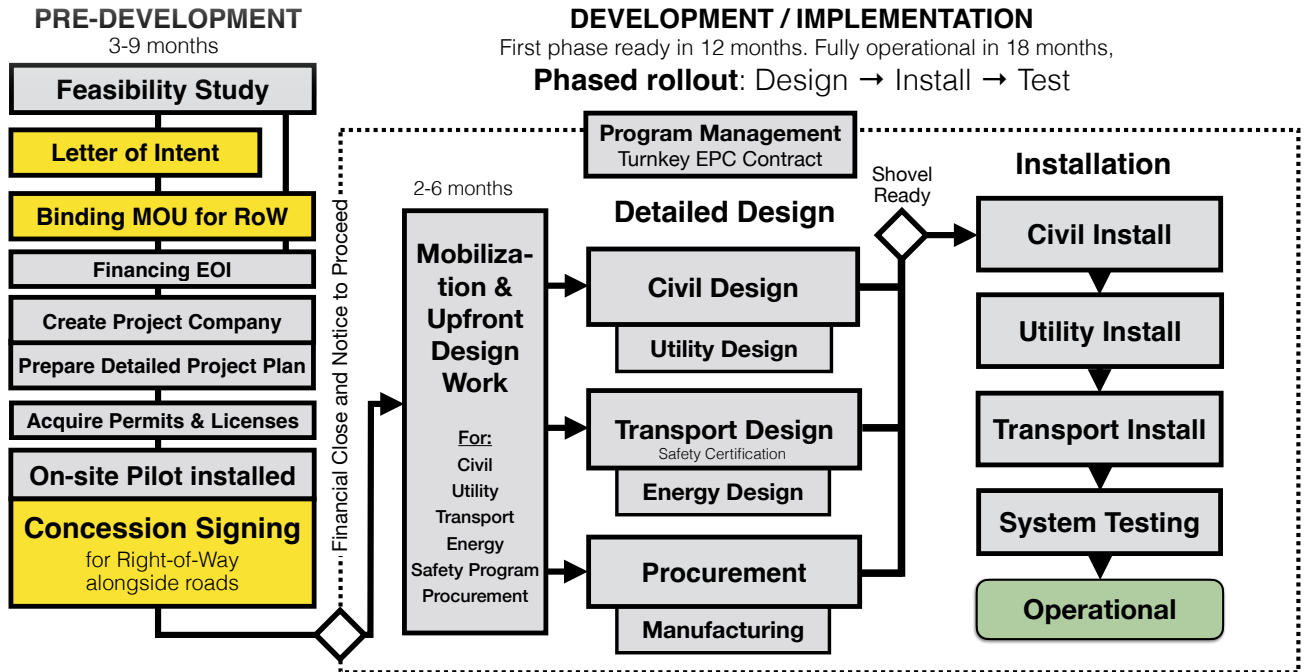 PRE-DEVELOPMENT
3-9 months
Feasibility Study
Letter of Intent
Binding MOU for RoW
Financing EOI
Create Project Company
Prepare Detailed Project Plan
Acquire Permits & Licenses
On-site Pilot installed
Concession Signing
for Right-of-Way
alongside roads
Financial Close and Notice to Proceed
DEVELOPMENT / IMPLEMENTATION
First phase ready in 12 months. Fully operational in 18 months,
Phased rollout: Design → Install → Test
Program Management
Turnkey EPC Contract
2-6 months
Mobiliza-
tion &
Upfront
Design
Work
For:
Civil
Utility
Transport
Energy
Safety Program
Procurement
Detailed Design
Civil Design
Utility Design
Transport Design
Safety Certification
Energy Design
Procurement
Manufacturing
Shovel
Ready
Installation
Civil Install
Utility Install
Transport Install
System Testing
Operational